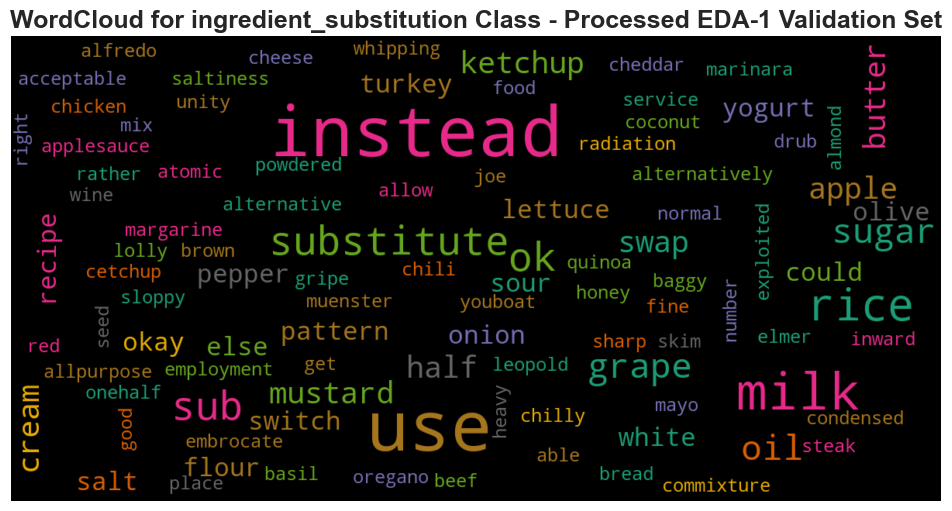 WordCloud for ingredient_substitution Class - Processed EDA-1 Validation Set
alfredo
cheese
whipping
ketchup
cheddar
marinara
butter
acceptable
saltiness
turkey
food
chicken
unity
instead
service
yogurt
coconut
right
mix
applesauce
radiation
drub
almond
rather
atomic
powdered
joe
alternatively
wine
allow
apple
alternative
lettuce
normal
exploited
olive
recipe
margarine
substitute
ok
swap
sugar
lolly
brown
cetchup
pepper
gripe
chili
sour
quinoa
baggy
could
sloppy
muenster
youboat
honey
fine
number
rice
seed
red
okay
else
pattern
onion
sharp
skim
elmer
inward
allpurpose
employment
get
half
leopold
grape
onehalf
cream
good
sub
mustard
use
heavy
chilly
mayo
milk
switch
white
condensed
embrocate
able
oil
steak
salt
flour
place
basil
oregano
beef
bread
commixture